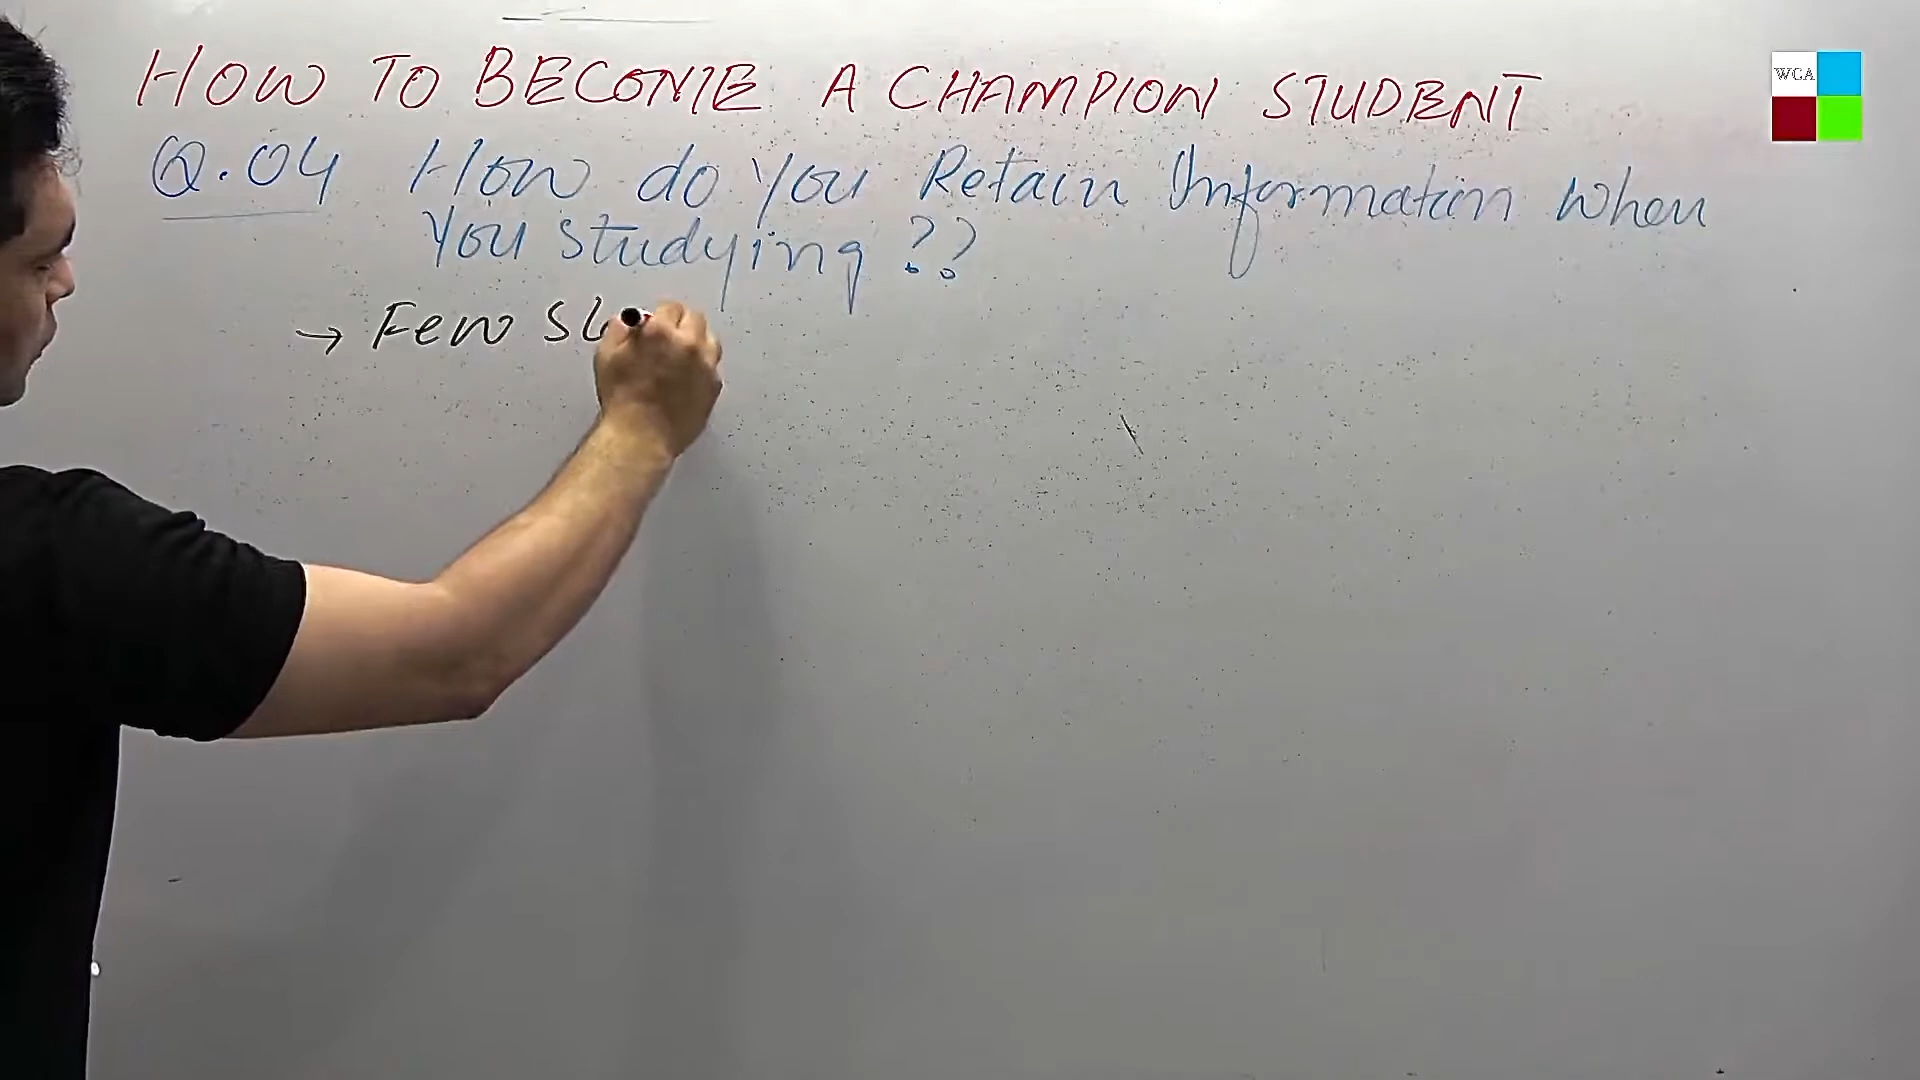 HOW TO BECOME A CHAMPION STUDENT
WCA
Q.04 How do you Retain Information when
you studying ??
→ Few